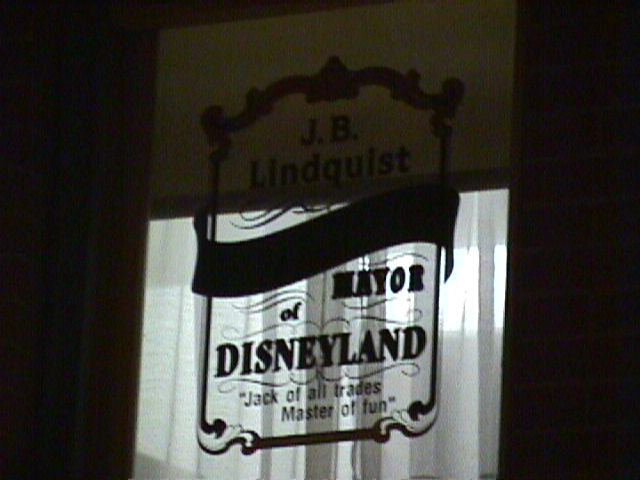 J.B.
Lindquist
MAYOR
of
DISNEYLAND
"Jack of all trades
Master of fun"